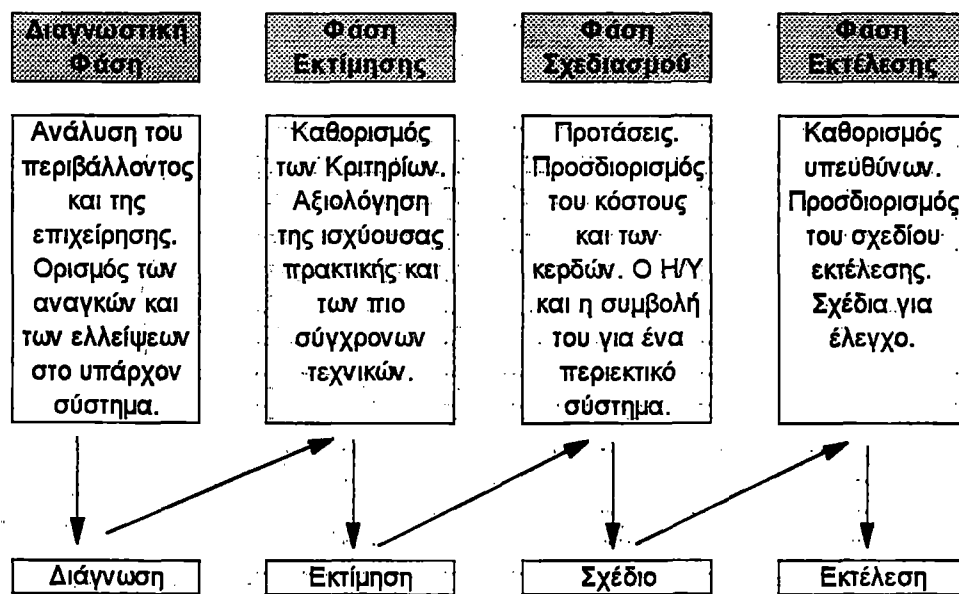 Διαγνωστική
Φάση
Φάση
Εκτίμησης
Φάση
Σχεδιασμού
Φάση
Εκτέλεσης
Ανάλυση του
περιβάλλοντος
και της
επιχείρησης.
Ορισμός των
αναγκών και
των ελλείψεων
στο υπάρχον
σύστημα.
Καθορισμός
των Κριτηρίων.
Αξιολόγηση
της ισχύουσας
πρακτικής και
των πιο
σύγχρονων
τεχνικών.
Προτάσεις.
Προσδιορισμός
του κόστους
και των
κερδών. Ο Η/Υ
και η συμβολή
του για ένα
περιεκτικό
σύστημα.
Καθορισμός
υπευθύνων.
Προσδιορισμός
του σχεδίου
εκτέλεσης.
Σχέδια για
έλεγχο.
Διάγνωση
Εκτίμηση
Σχέδιο
Εκτέλεση